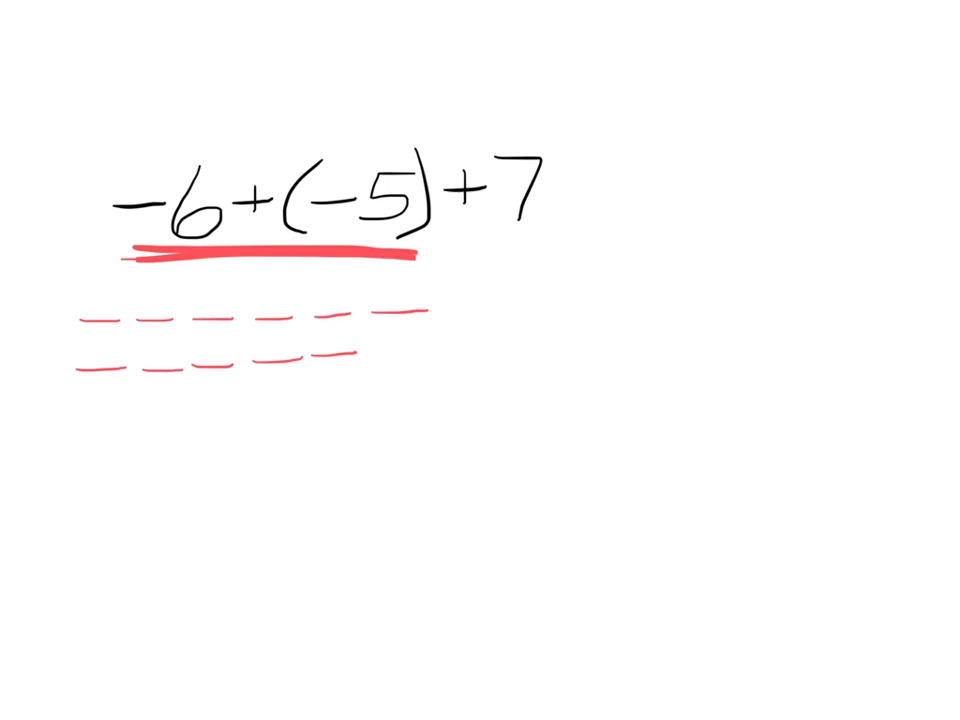 -6+(-5)+7
— — — — — —
— — — — —